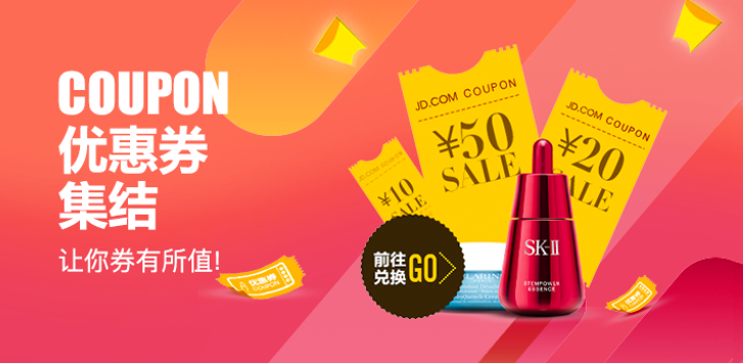 COUPON
优惠券
集结
让你券有所值!
JD.COM COUPON
¥50
SALE
JD.COM COUPON
¥20
SALE
¥10
SALE
前往
兑换
GO
SK-II
STEMPOWER
ESSENCE
CLARINS
优惠券
COUPON